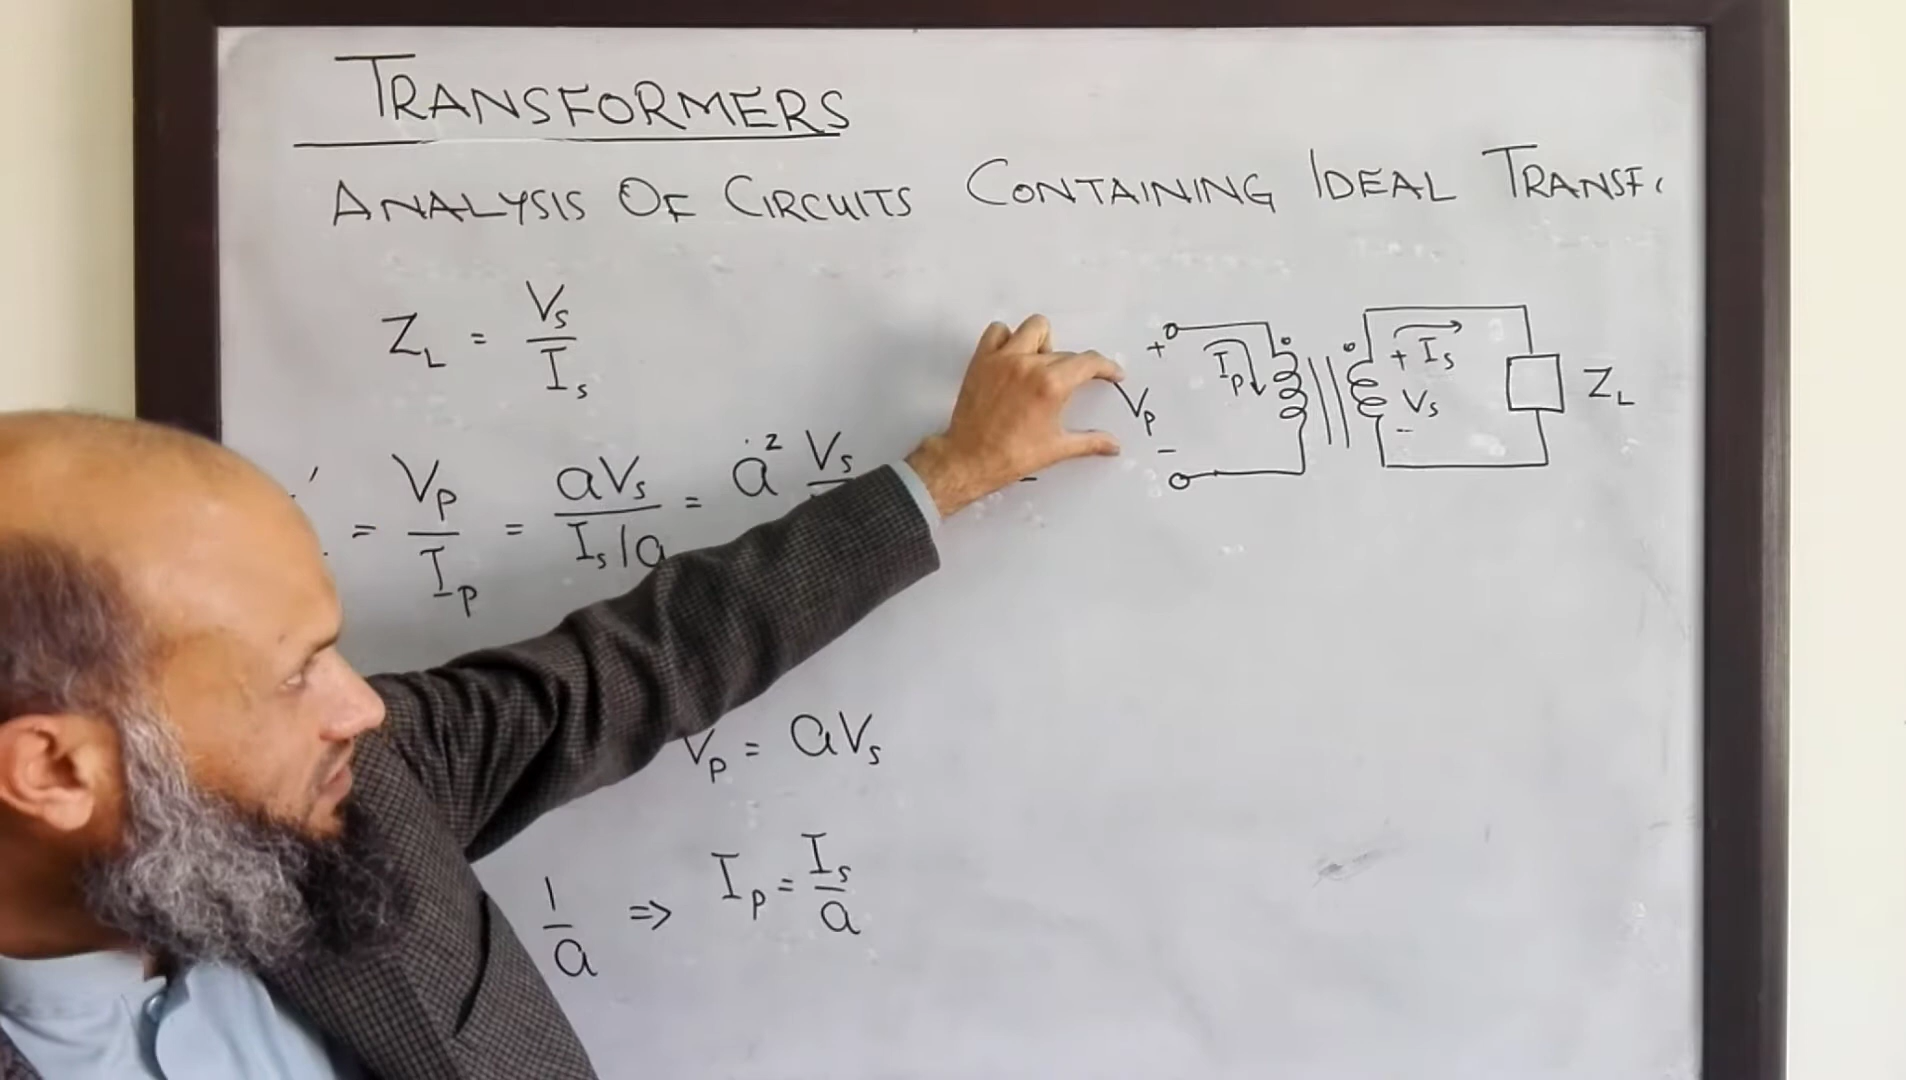 TRANSFORMERS
ANALYSIS OF CIRCUITS CONTAINING IDEAL TRANSF.
Z_L = V_s / I_s
' = V_p / I_p = aV_s / (I_s/a) = a² V_s
V_p = aV_s
1/a => I_p = I_s / a
+ I_p V_p -
+ I_s V_s - Z_L